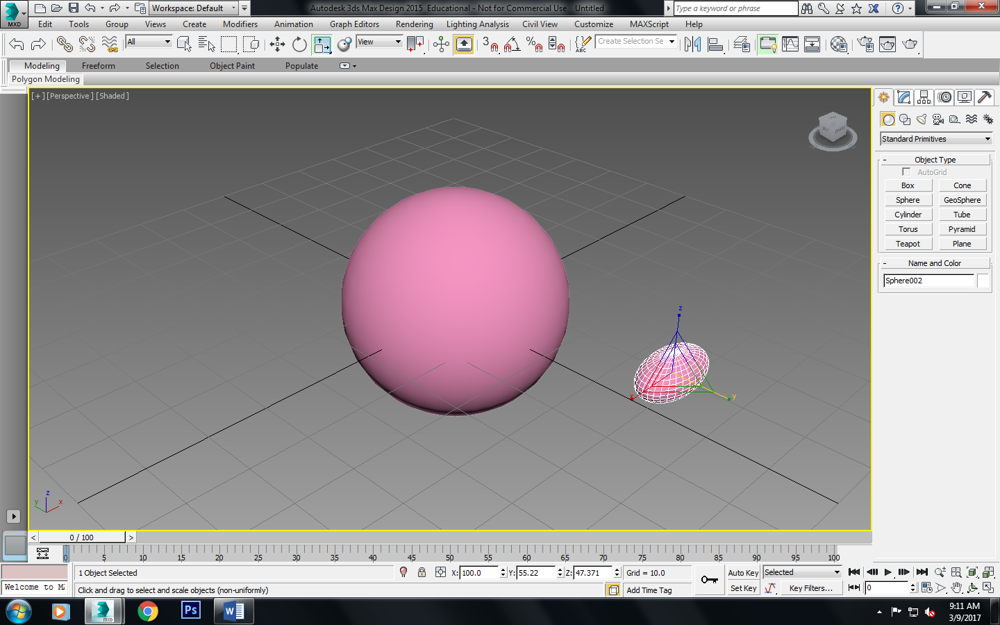 Workspace: Default
Autodesk 3ds Max Design 2015 Educational - Not for Commercial Use Untitled
Type a keyword or phrase
MXD
Edit Tools Group Views Create Modifiers Animation Graph Editors Rendering Lighting Analysis Civil View Customize MAXScript Help
All
View
3
%
ABC
Create Selection Se
Modeling Freeform Selection Object Paint Populate
Polygon Modeling
[ + ] [Perspective ] [Shaded ]
Standard Primitives
- Object Type
AutoGrid
Box Cone
Sphere GeoSphere
Cylinder Tube
Torus Pyramid
Teapot Plane
- Name and Color
Sphere002
z
x
y
z
y
x
< 0 / 100 >
0 5 10 15 20 25 30 35 40 45 50 55 60 65 70 75 80 85 90 95 100
1 Object Selected X: 100.0 Y: 55.22 Z: 47.371 Grid = 10.0 Auto Key Selected
Welcome to MA
Click and drag to select and scale objects (non-uniformly) Add Time Tag Set Key Key Filters... 0
MXD
Ps
W
9:11 AM
3/9/2017